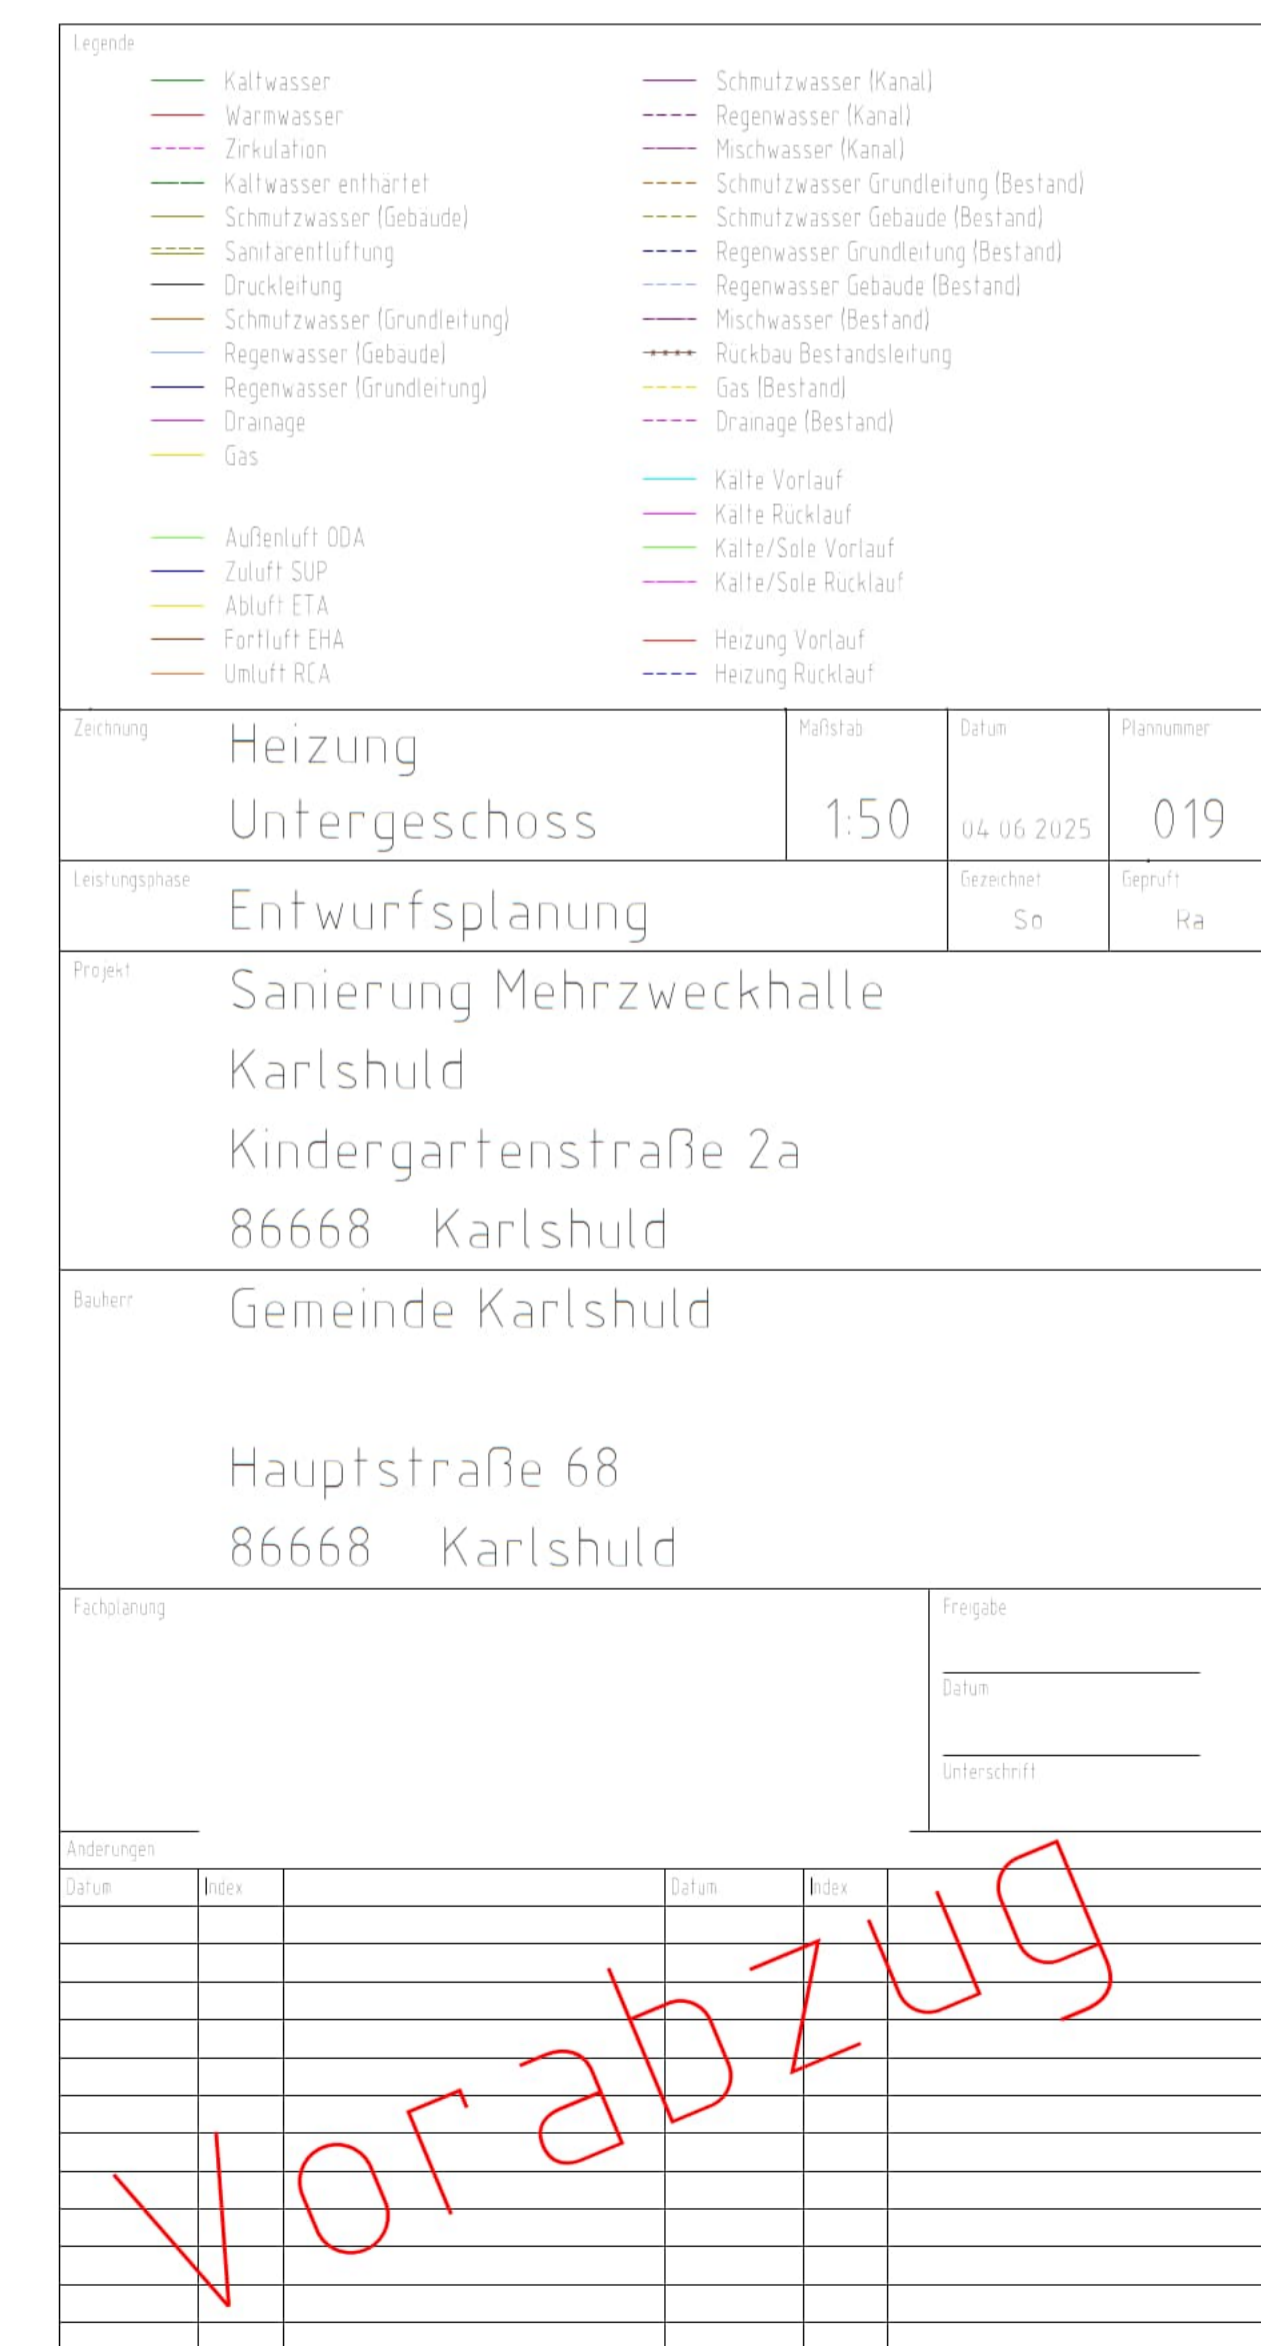 Legende
Kaltwasser
Warmwasser
Zirkulation
Kaltwasser enthärtet
Schmutzwasser (Gebäude)
Sanitärentlüftung
Druckleitung
Schmutzwasser (Grundleitung)
Regenwasser (Gebäude)
Regenwasser (Grundleitung)
Drainage
Gas
Außenluft ODA
Zuluft SUP
Abluft ETA
Fortluft EHA
Umluft RCA
Schmutzwasser (Kanal)
Regenwasser (Kanal)
Mischwasser (Kanal)
Schmutzwasser Grundleitung (Bestand)
Schmutzwasser Gebäude (Bestand)
Regenwasser Grundleitung (Bestand)
Regenwasser Gebäude (Bestand)
Mischwasser (Bestand)
Rückbau Bestandsleitung
Gas (Bestand)
Drainage (Bestand)
Kälte Vorlauf
Kälte Rücklauf
Kälte/Sole Vorlauf
Kälte/Sole Rücklauf
Heizung Vorlauf
Heizung Rücklauf
Zeichnung
Heizung
Untergeschoss
Maßstab
1:50
Datum
04.06.2025
Plannummer
019
Leistungsphase
Entwurfsplanung
Gezeichnet
So
Geprüft
Ra
Projekt
Sanierung Mehrzweckhalle
Karlshuld
Kindergartenstraße 2a
86668 Karlshuld
Bauherr
Gemeinde Karlshuld
Hauptstraße 68
86668 Karlshuld
Fachplanung
Freigabe
Datum
Unterschrift
Änderungen
Datum Index Datum Index
Vorabzug